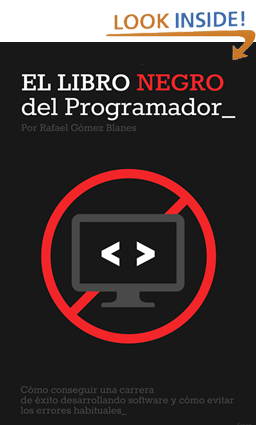 LOOK INSIDE!
EL LIBRO NEGRO
del Programador_
Por Rafael Gómez Blanes
< >
Cómo conseguir una carrera
de éxito desarrollando software y cómo evitar
los errores habituales_